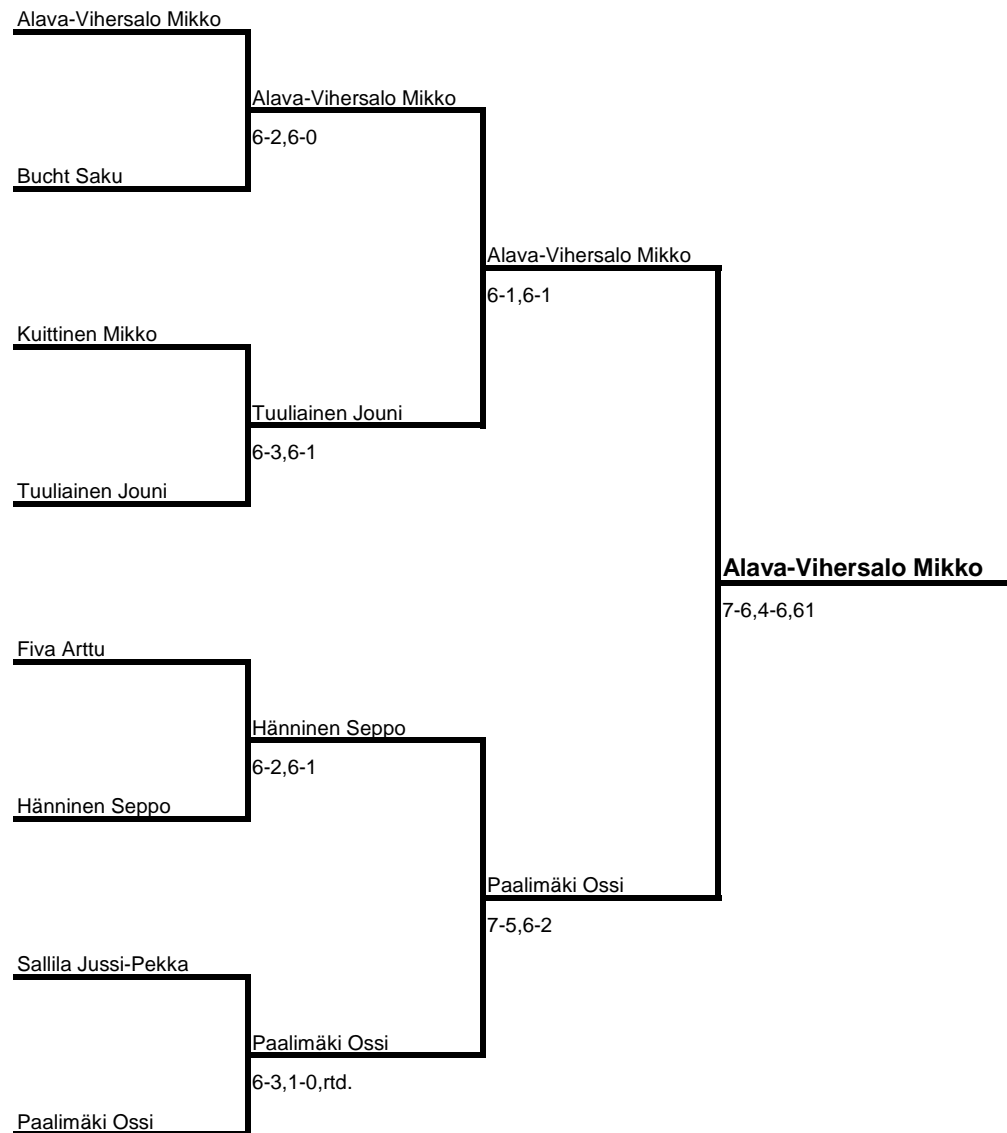 Alava-Vihersalo Mikko
Alava-Vihersalo Mikko
6-2,6-0
Bucht Saku
Alava-Vihersalo Mikko
6-1,6-1
Kuittinen Mikko
Tuuliainen Jouni
6-3,6-1
Tuuliainen Jouni
Alava-Vihersalo Mikko
7-6,4-6,61
Fiva Arttu
Hänninen Seppo
6-2,6-1
Hänninen Seppo
Paalimäki Ossi
7-5,6-2
Sallila Jussi-Pekka
Paalimäki Ossi
6-3,1-0,rtd.
Paalimäki Ossi